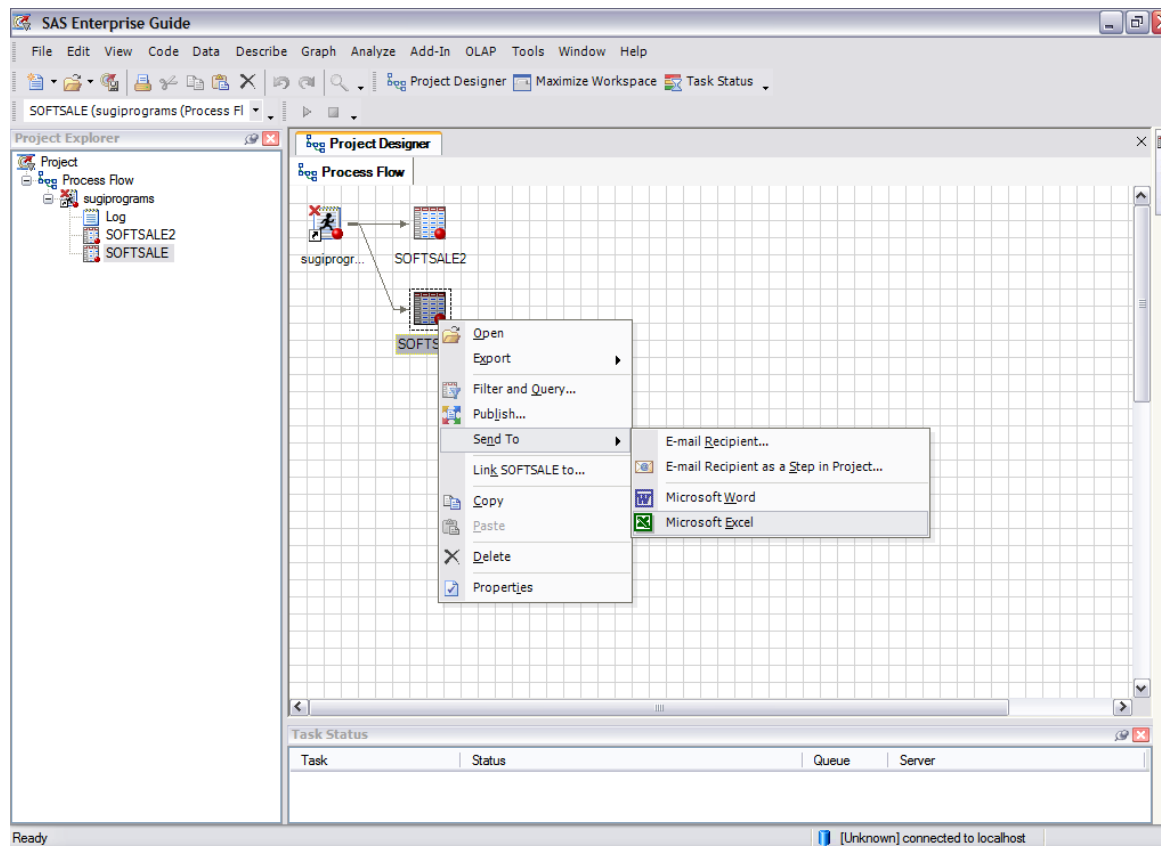 SAS Enterprise Guide
File Edit View Code Data Describe Graph Analyze Add-In OLAP Tools Window Help
Project Designer Maximize Workspace Task Status
SOFTSALE (sugiprograms (Process Fl
Project Explorer
Project
Process Flow
sugiprograms
Log
SOFTSALE2
SOFTSALE
Project Designer
Process Flow
sugiprogr... SOFTSALE2
SOFTS
Open
Export
Filter and Query...
Publish...
Send To
Link SOFTSALE to...
Copy
Paste
Delete
Properties
E-mail Recipient...
E-mail Recipient as a Step in Project...
Microsoft Word
Microsoft Excel
Task Status
Task Status Queue Server
Ready [Unknown] connected to localhost